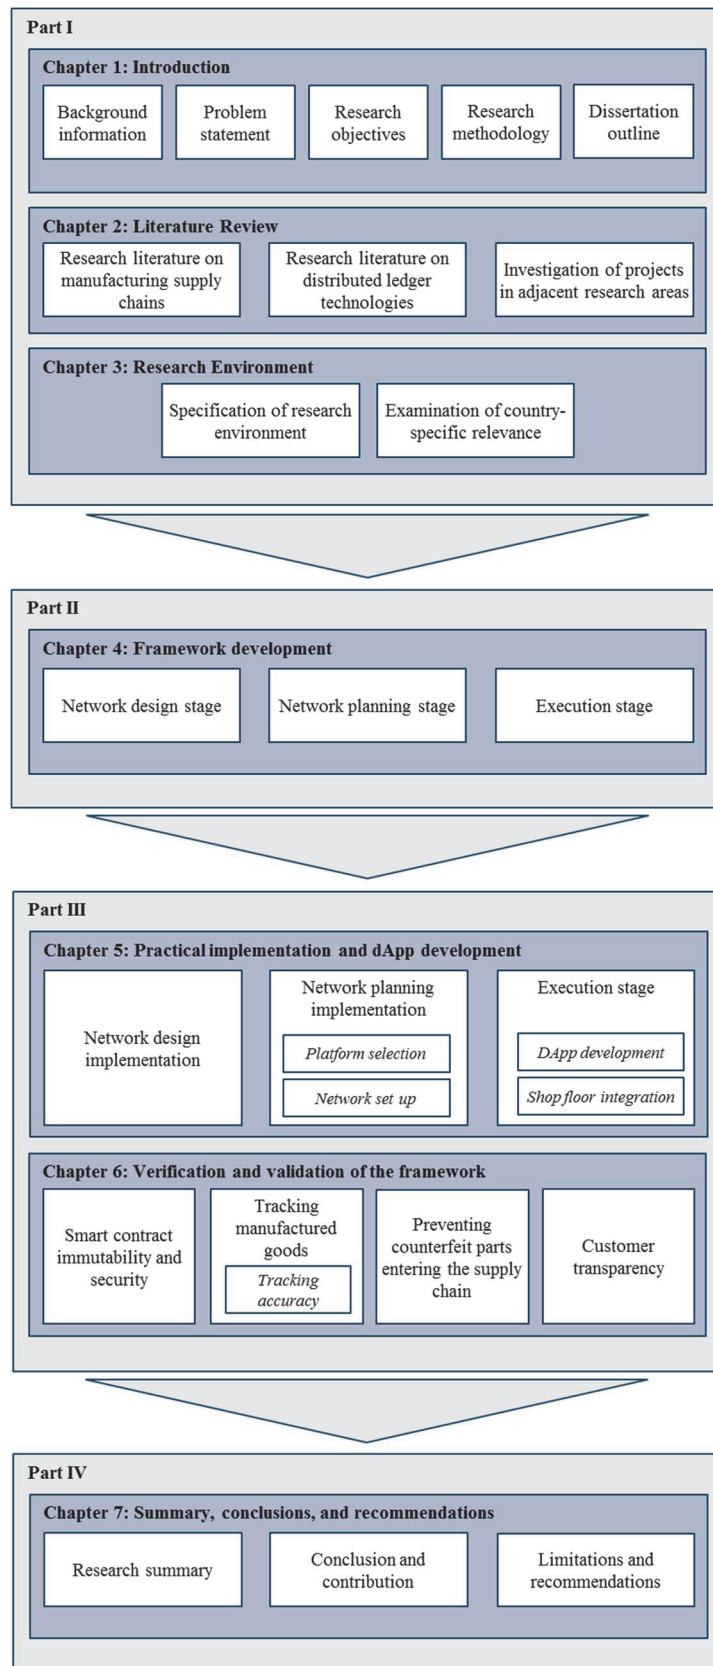 Part I
Chapter 1: Introduction
Background
information
Problem
statement
Research
objectives
Research
methodology
Dissertation
outline
Chapter 2: Literature Review
Research literature on
manufacturing supply
chains
Research literature on
distributed ledger
technologies
Investigation of projects
in adjacent research areas
Chapter 3: Research Environment
Specification of research
environment
Examination of country-
specific relevance
Part II
Chapter 4: Framework development
Network design stage
Network planning stage
Execution stage
Part III
Chapter 5: Practical implementation and dApp development
Network design
implementation
Network planning
implementation
Platform selection
Network set up
Execution stage
DApp development
Shop floor integration
Chapter 6: Verification and validation of the framework
Smart contract
immutability and
security
Tracking
manufactured
goods
Tracking
accuracy
Preventing
counterfeit parts
entering the supply
chain
Customer
transparency
Part IV
Chapter 7: Summary, conclusions, and recommendations
Research summary
Conclusion and
contribution
Limitations and
recommendations